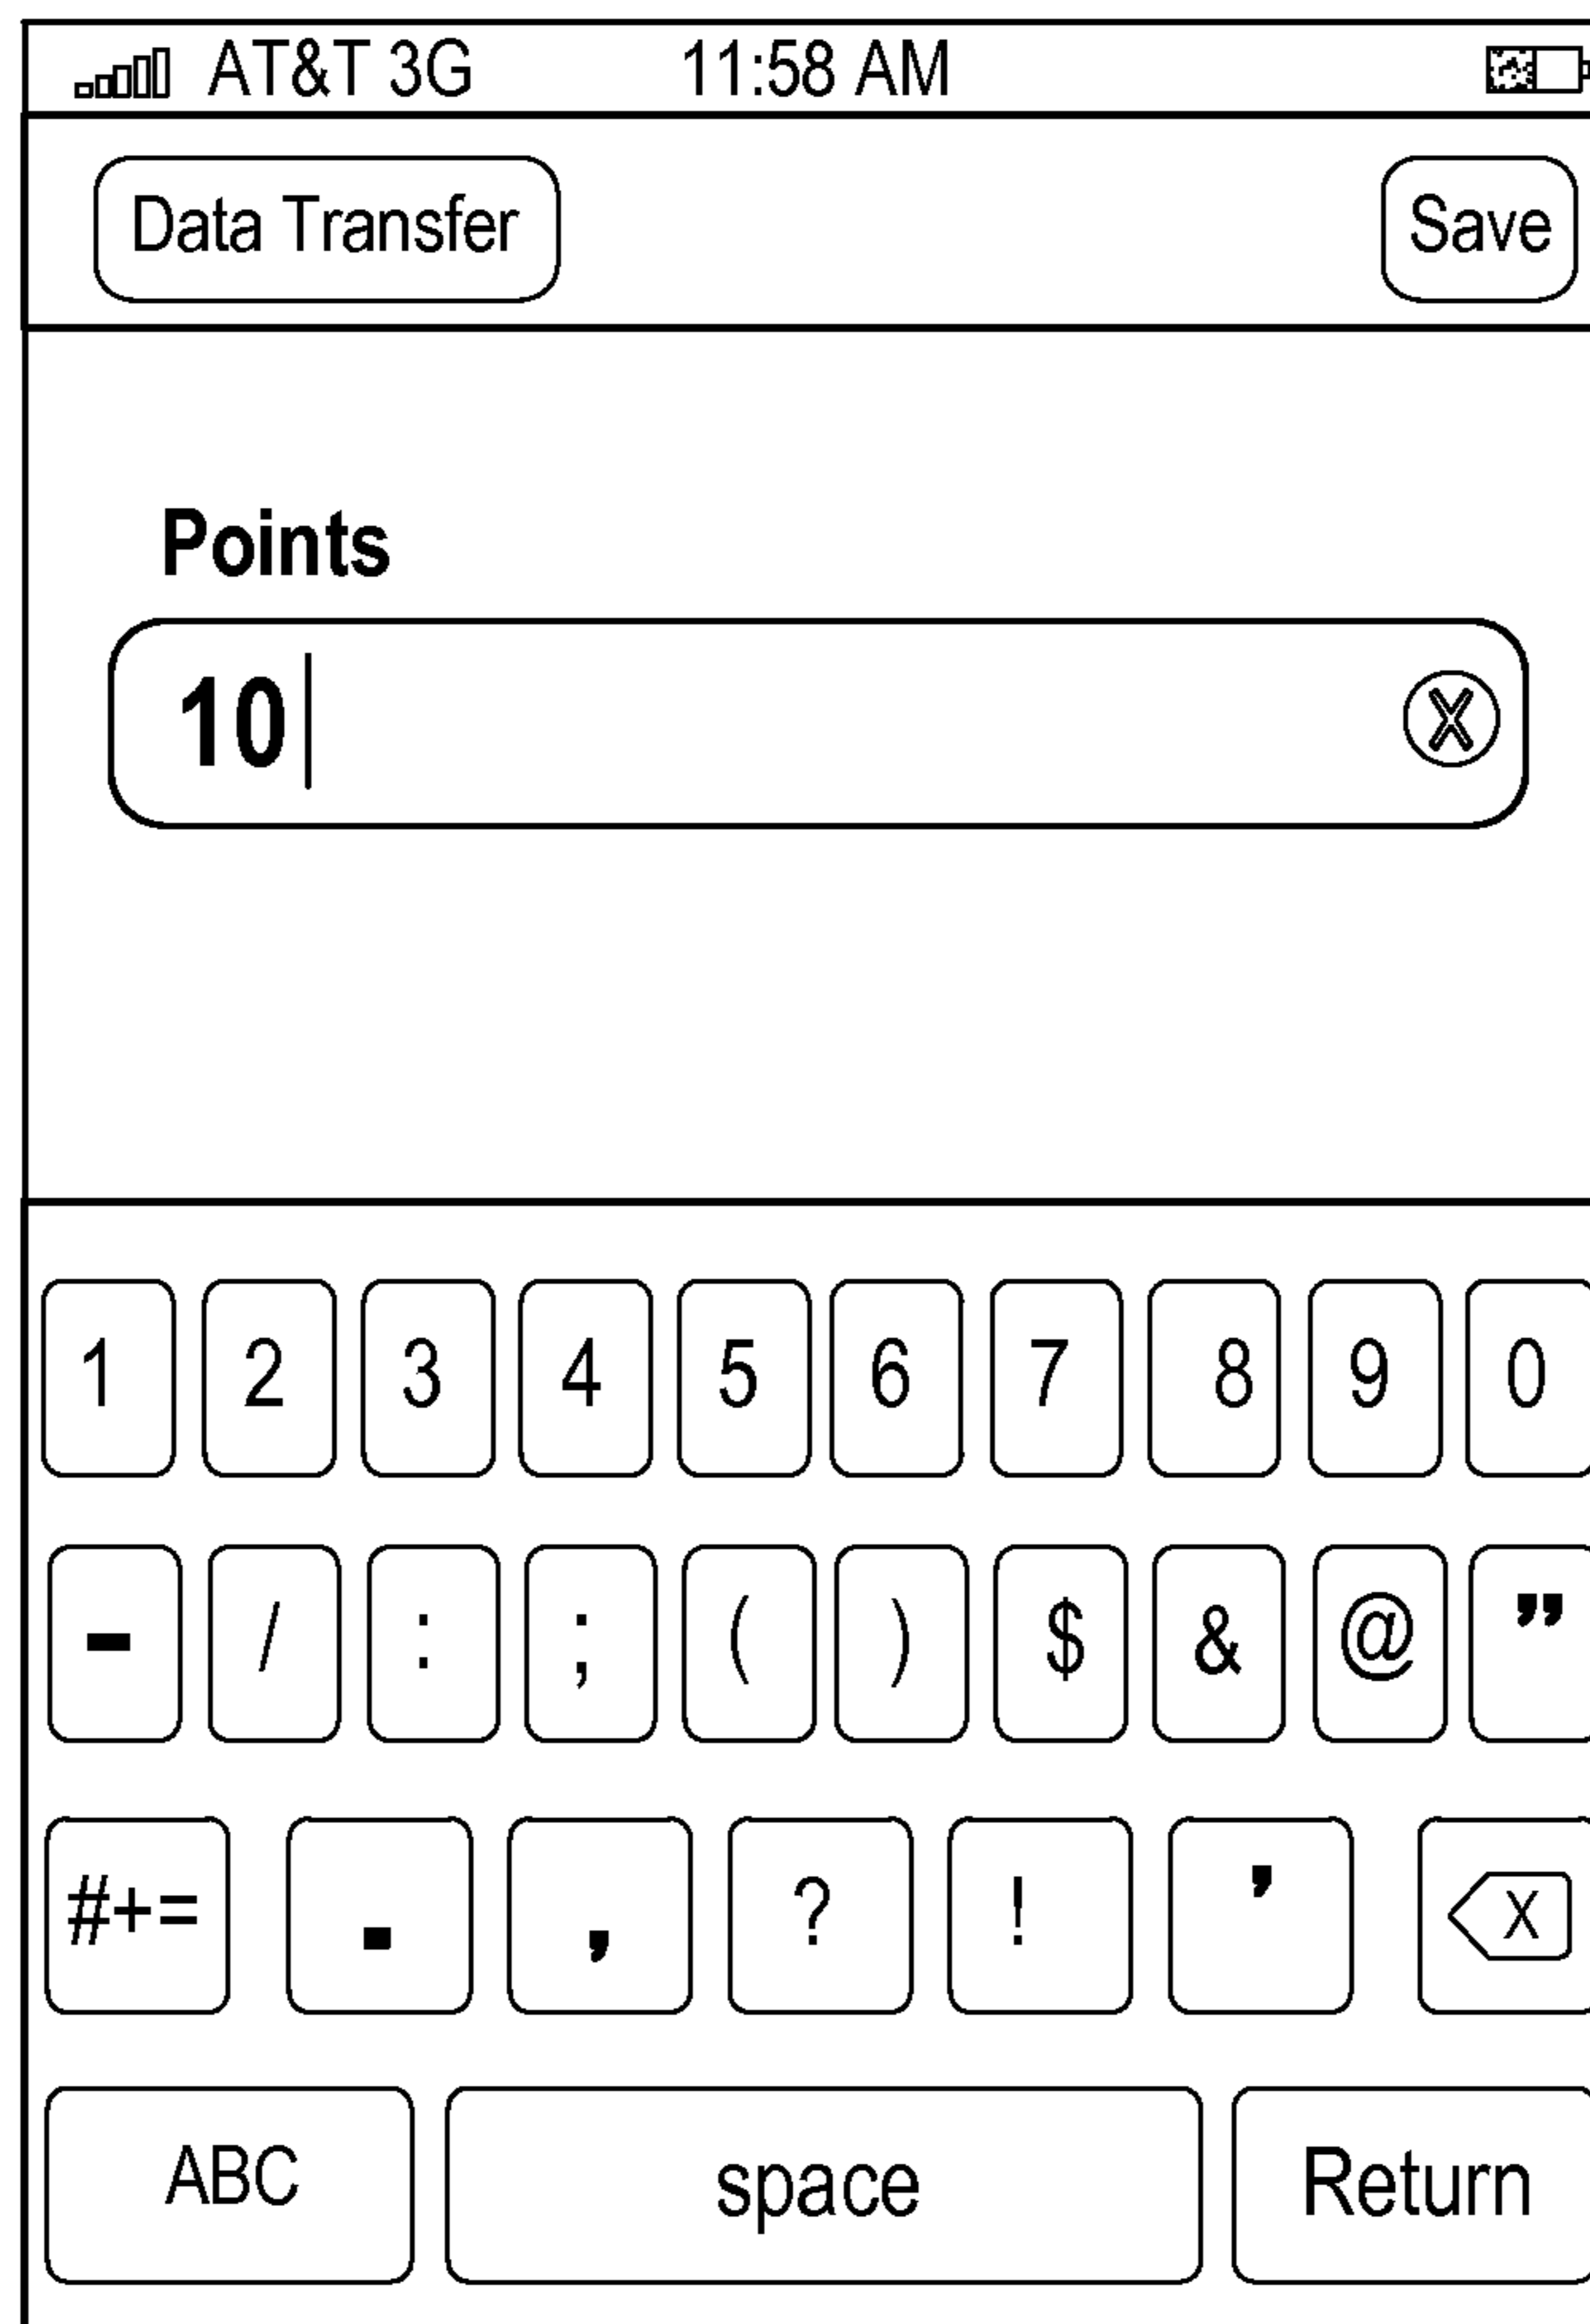 AT&T 3G 11:58 AM
Data Transfer Save
Points
10
1 2 3 4 5 6 7 8 9 0
- / : ; ( ) $ & @ ”
#+= . , ? ! ’ X
ABC space Return